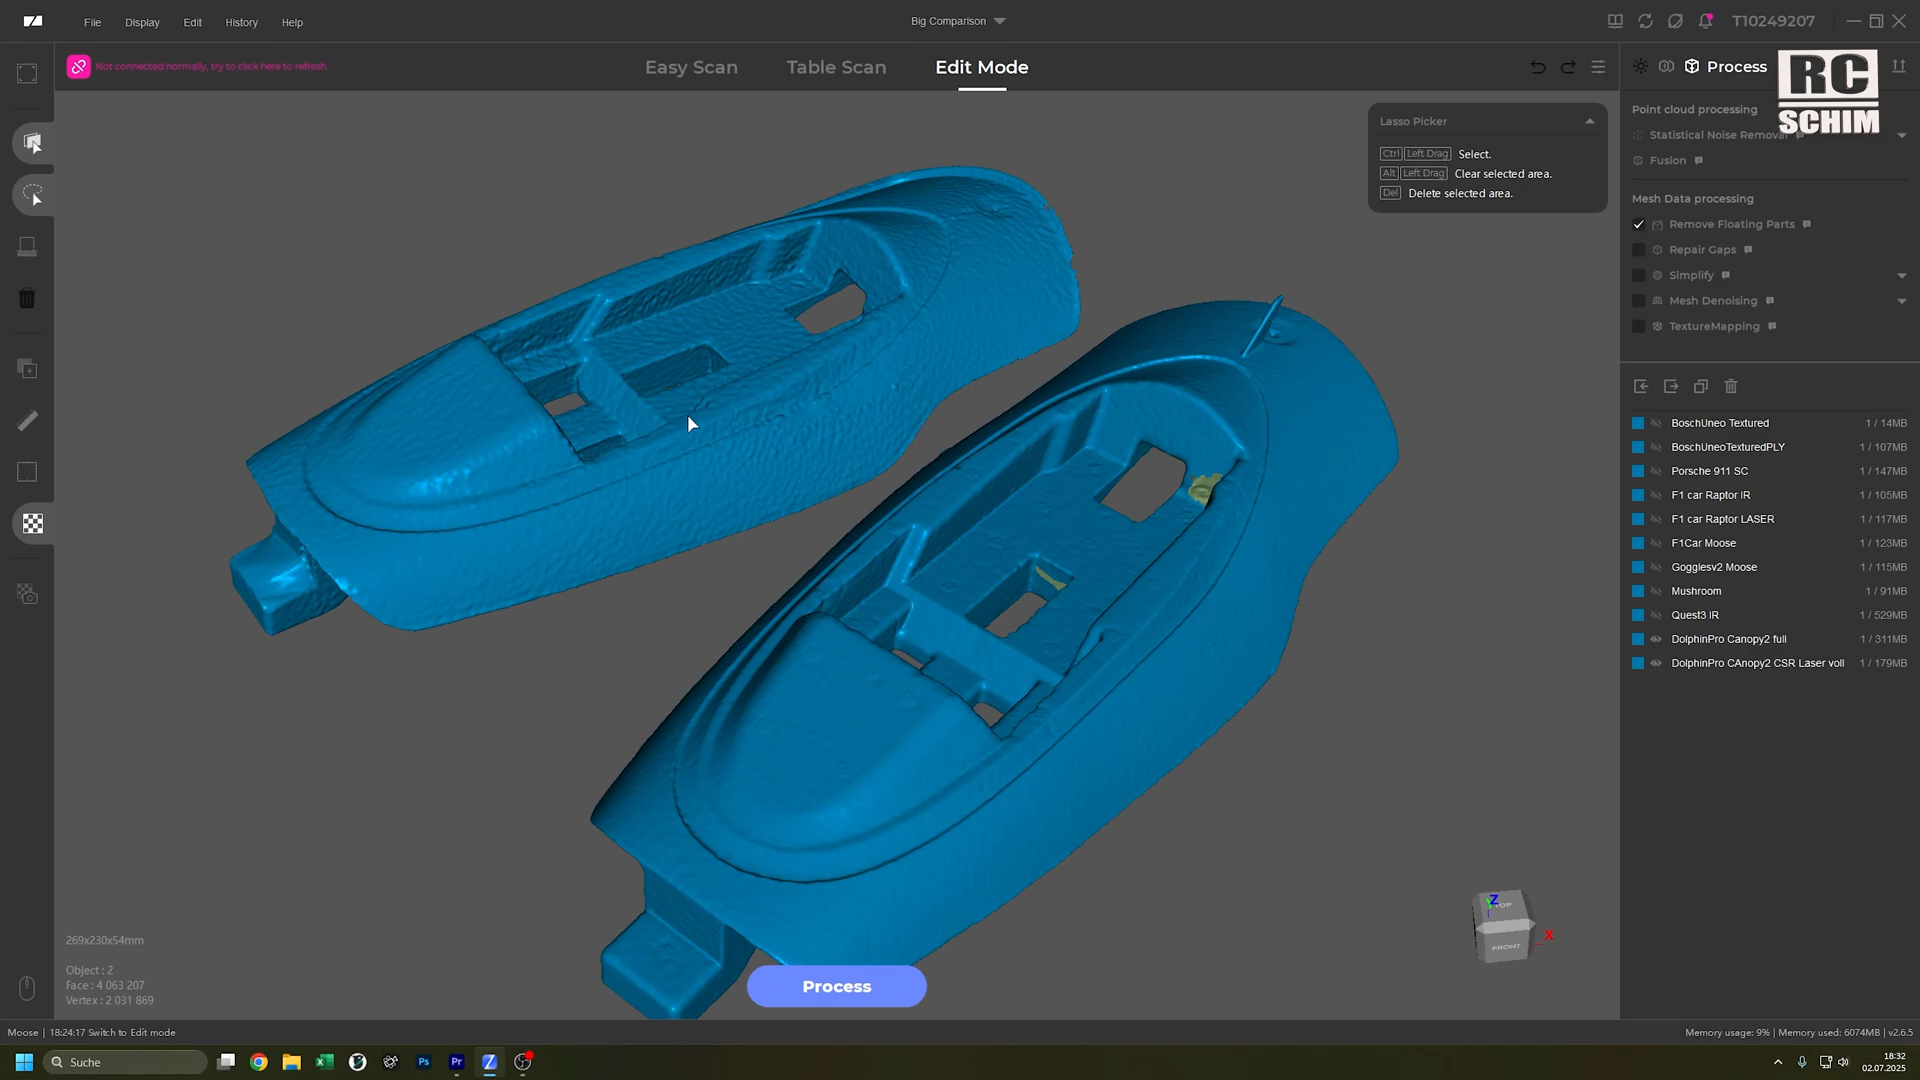 File Display Edit History Help
Big Comparison
T10249207
Not connected normally, try to click here to refresh.
Easy Scan Table Scan Edit Mode
Process
RC
SCHIM
Lasso Picker
Ctrl Left Drag Select.
Alt Left Drag Clear selected area.
Del Delete selected area.
Point cloud processing
Statistical Noise Removal
Fusion
Mesh Data processing
Remove Floating Parts
Repair Gaps
Simplify
Mesh Denoising
TextureMapping
BoschUneo Textured 1 / 14MB
BoschUneoTexturedPLY 1 / 107MB
Porsche 911 SC 1 / 147MB
F1 car Raptor IR 1 / 105MB
F1 car Raptor LASER 1 / 117MB
F1Car Moose 1 / 123MB
Gogglesv2 Moose 1 / 115MB
Mushroom 1 / 91MB
Quest3 IR 1 / 529MB
DolphinPro Canopy2 full 1 / 311MB
DolphinPro CAnopy2 CSR Laser voll 1 / 179MB
Z
TOP
FRONT
X
269x230x54mm
Object : 2
Face : 4 063 207
Vertex : 2 031 869
Process
Moose | 18:24:17 Switch to Edit mode
Memory usage: 9% | Memory used: 6074MB | v2.6.5
Suche
Ps
Pr
18:32
02.07.2025